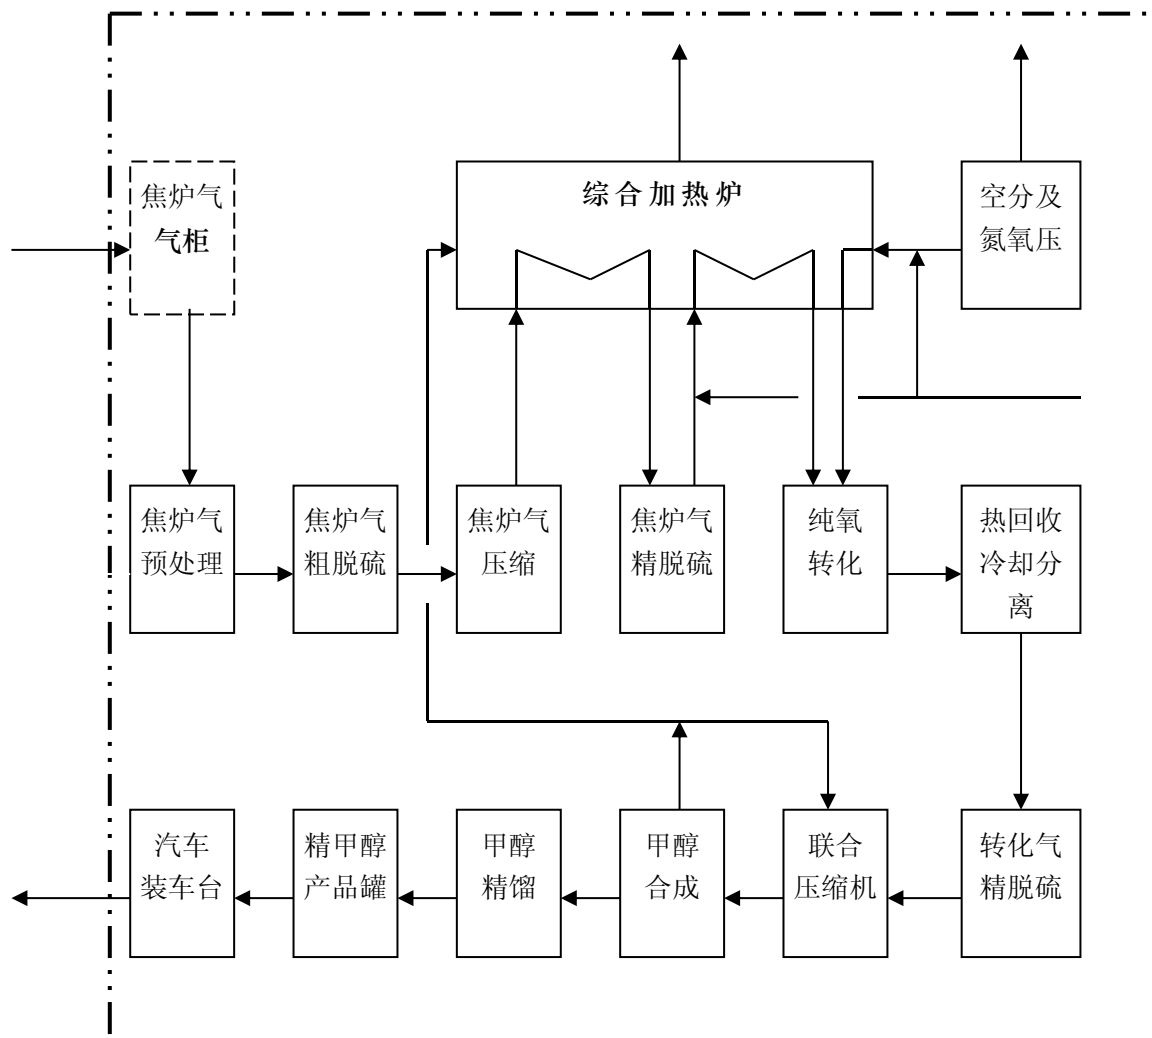 焦炉气
气柜
综合加热炉
空分及
氮氧压
焦炉气
预处理
焦炉气
粗脱硫
焦炉气
压缩
焦炉气
精脱硫
纯氧
转化
热回收
冷却分
离
汽车
装车台
精甲醇
产品罐
甲醇
精馏
甲醇
合成
联合
压缩机
转化气
精脱硫